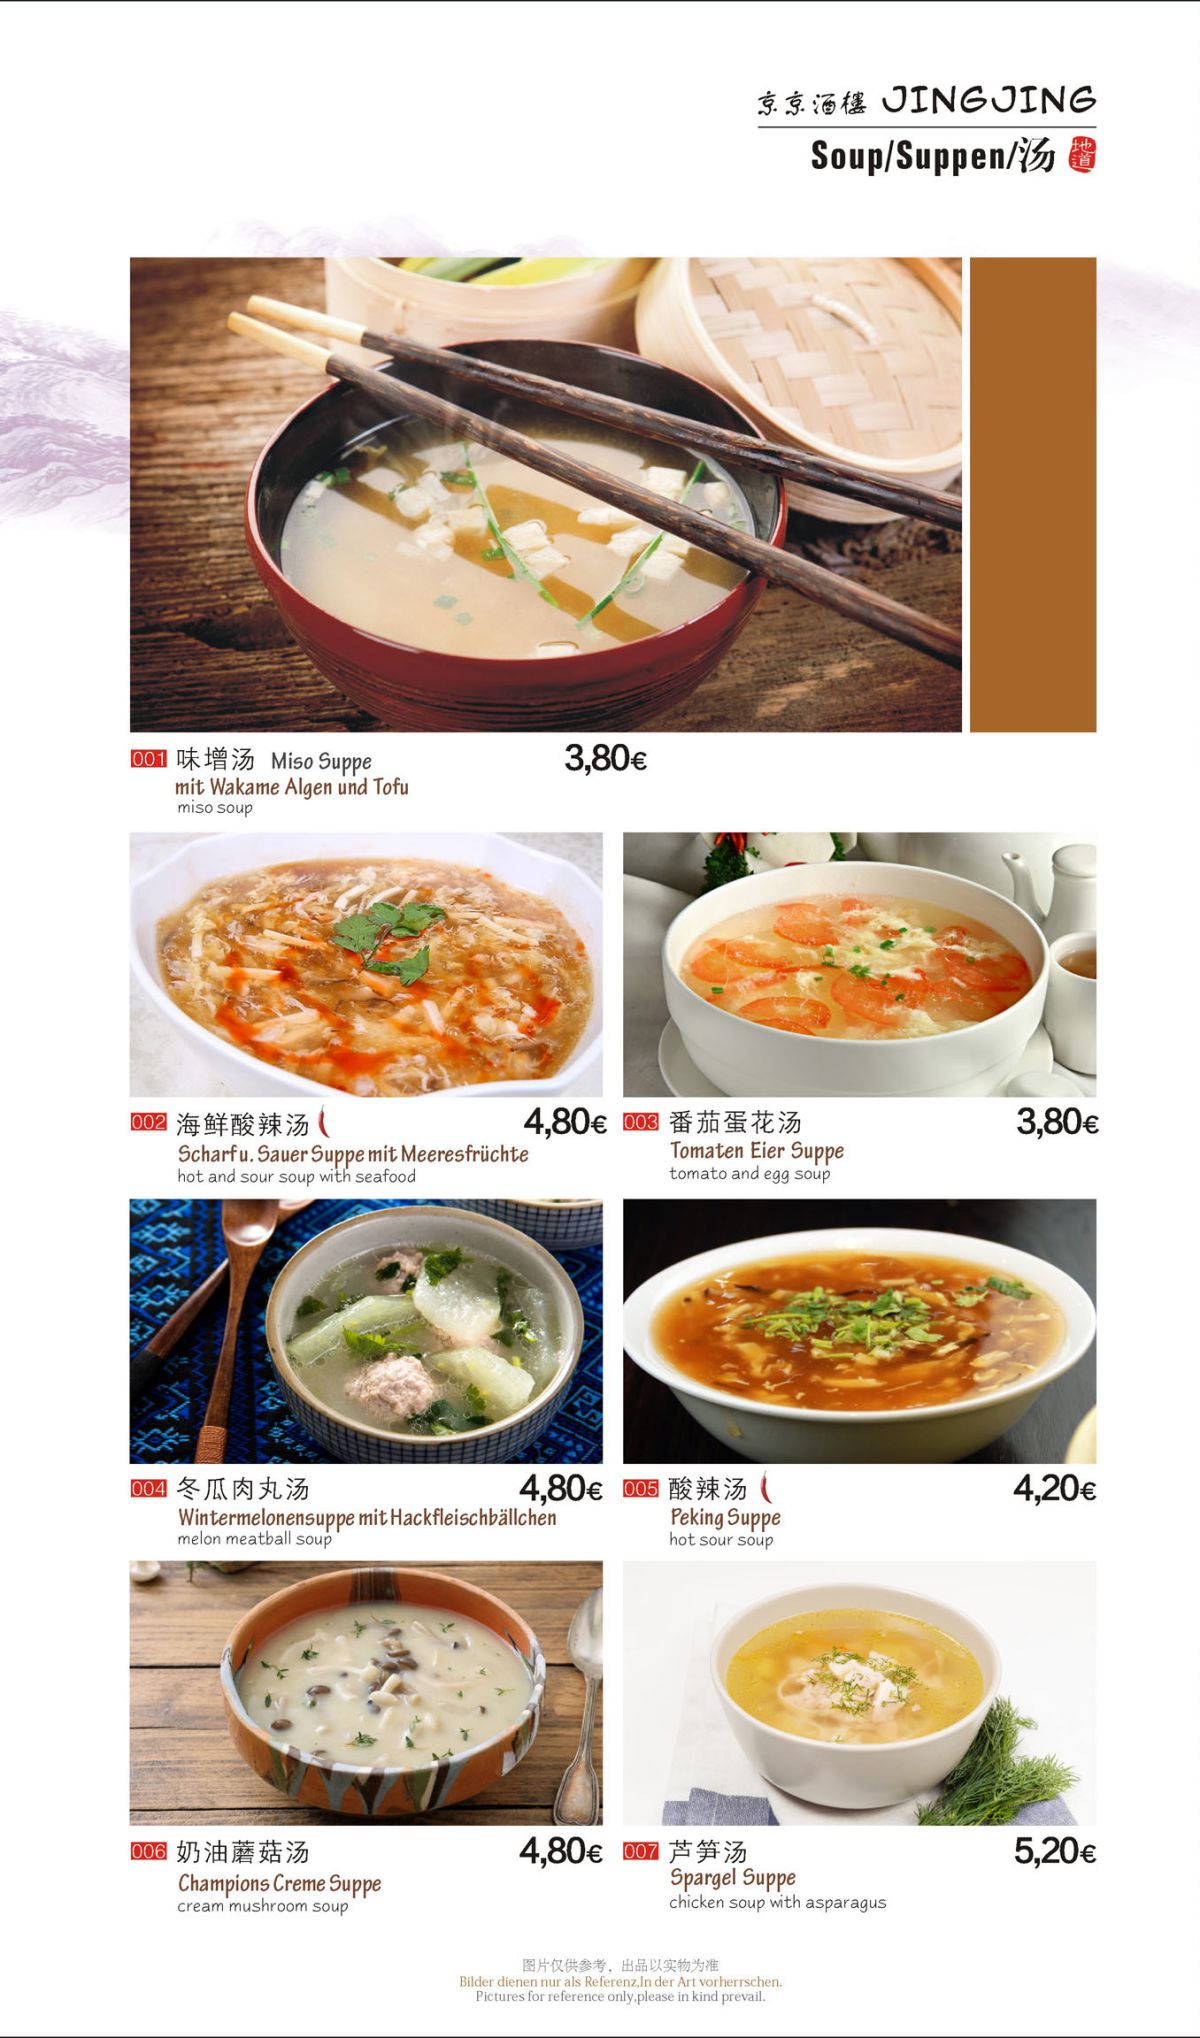 京京酒樓 JINGJING
Soup/Suppen/汤 地道
001 味增汤 Miso Suppe 3,80€
mit Wakame Algen und Tofu
miso soup
002 海鲜酸辣汤 4,80€
Scharf u. Sauer Suppe mit Meeresfrüchte
hot and sour soup with seafood
003 番茄蛋花汤 3,80€
Tomaten Eier Suppe
tomato and egg soup
004 冬瓜肉丸汤 4,80€
Wintermelonensuppe mit Hackfleischbällchen
melon meatball soup
005 酸辣汤 4,20€
Peking Suppe
hot sour soup
006 奶油蘑菇汤 4,80€
Champions Creme Suppe
cream mushroom soup
007 芦笋汤 5,20€
Spargel Suppe
chicken soup with asparagus
图片仅供参考，出品以实物为准
Bilder dienen nur als Referenz,In der Art vorherrschen.
Pictures for reference only,please in kind prevail.